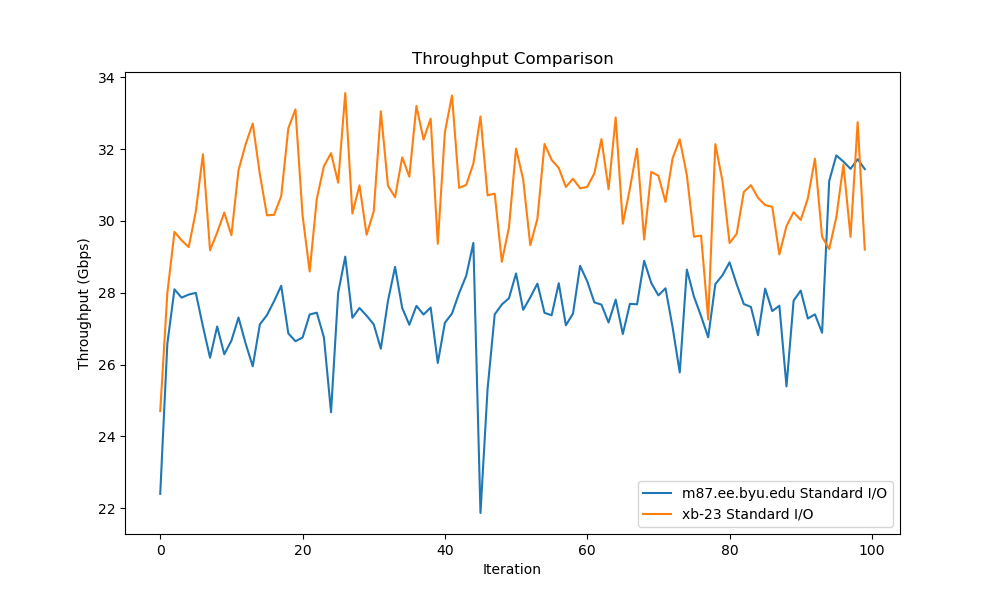 Throughput Comparison
34
32
30
28
26
24
22
Throughput (Gbps)
0
20
40
60
80
100
Iteration
m87.ee.byu.edu Standard I/O
xb-23 Standard I/O